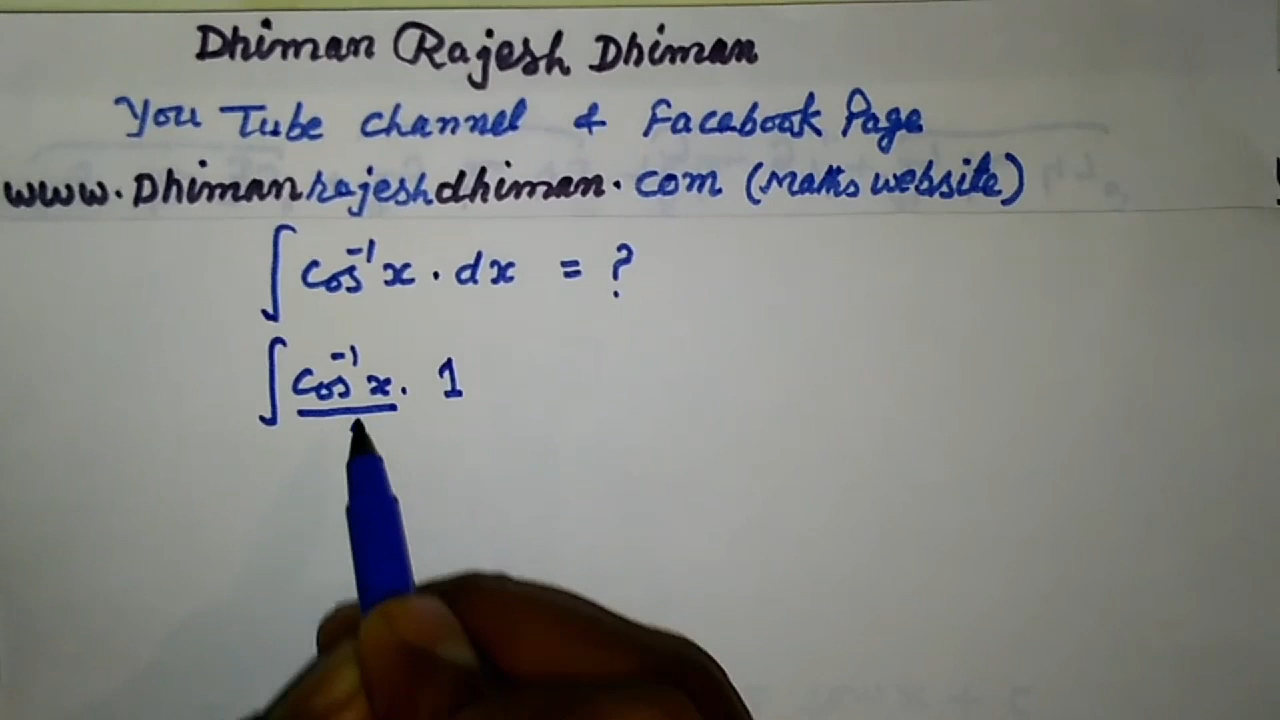 Dhiman Rajesh Dhiman
You Tube channel & Facebook Page
www.Dhimanrajeshdhiman.com (Maths website)
∫ cos⁻¹x . dx = ?
∫ cos⁻¹x . 1